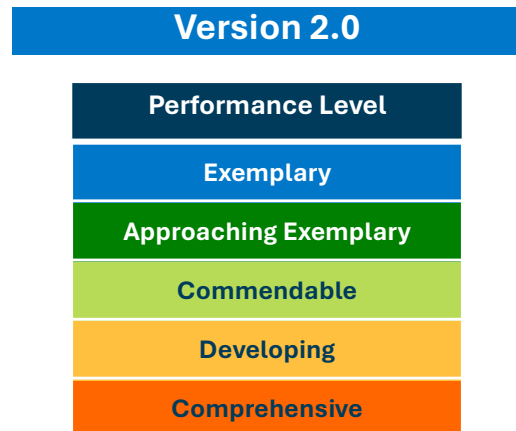 Version 2.0
Performance Level
Exemplary
Approaching Exemplary
Commendable
Developing
Comprehensive